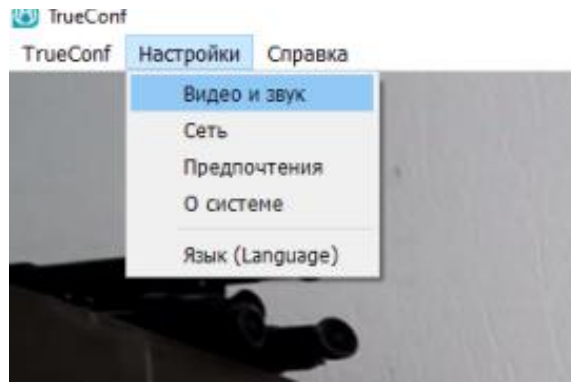 TrueConf
TrueConf Настройки Справка
Видео и звук
Сеть
Предпочтения
О системе
Язык (Language)